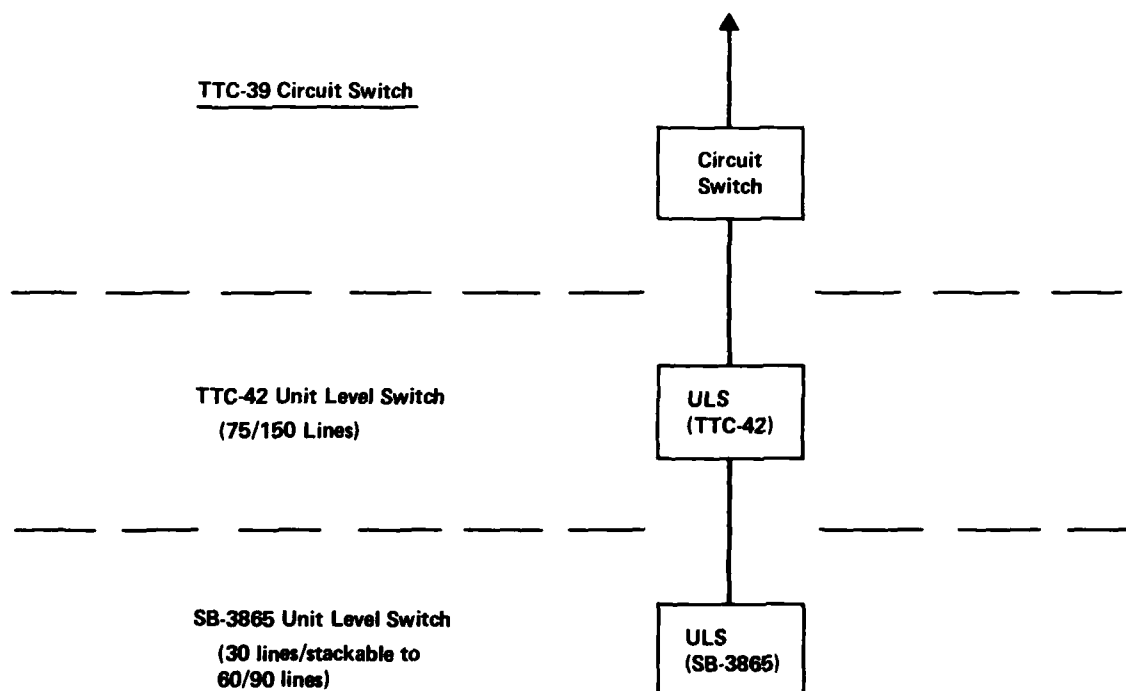 TTC-39 Circuit Switch
Circuit
Switch
TTC-42 Unit Level Switch
(75/150 Lines)
ULS
(TTC-42)
SB-3865 Unit Level Switch
(30 lines/stackable to
60/90 lines)
ULS
(SB-3865)